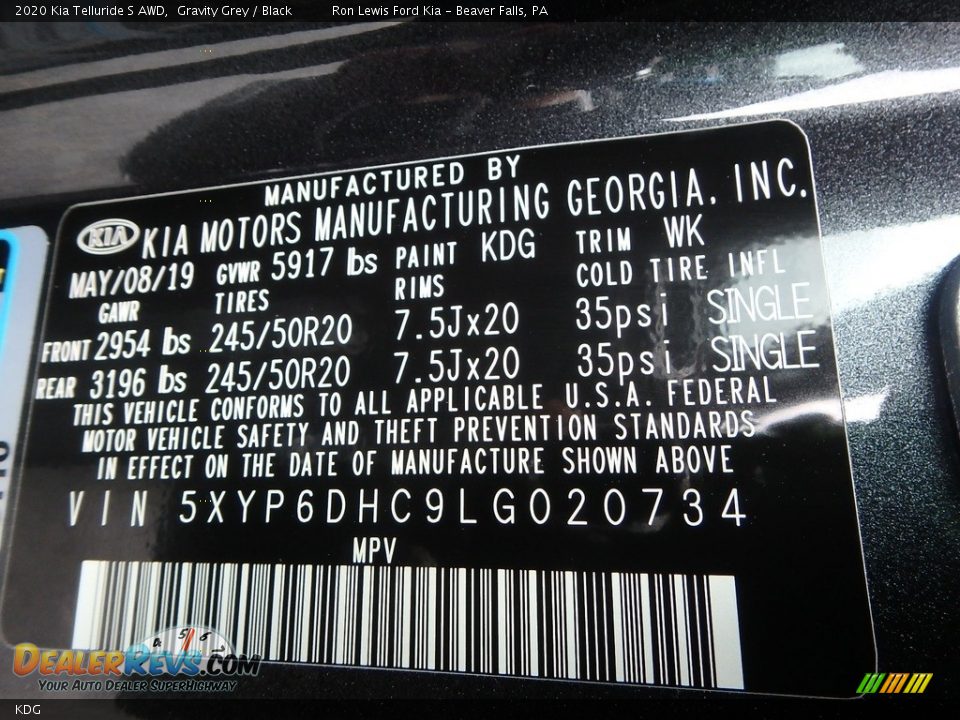 2020 Kia Telluride S AWD, Gravity Grey / Black Ron Lewis Ford Kia - Beaver Falls, PA
MANUFACTURED BY
KIA KIA MOTORS MANUFACTURING GEORGIA, INC.
MAY/08/19 GVWR 5917 lbs PAINT KDG TRIM WK
GAWR TIRES RIMS COLD TIRE INFL
FRONT 2954 lbs 245/50R20 7.5Jx20 35psi SINGLE
REAR 3196 lbs 245/50R20 7.5Jx20 35psi SINGLE
THIS VEHICLE CONFORMS TO ALL APPLICABLE U.S.A. FEDERAL
MOTOR VEHICLE SAFETY AND THEFT PREVENTION STANDARDS
IN EFFECT ON THE DATE OF MANUFACTURE SHOWN ABOVE
VIN 5XYP6DHC9LG020734
MPV
DEALERREVS.COM
YOUR AUTO DEALER SUPERHIGHWAY
KDG